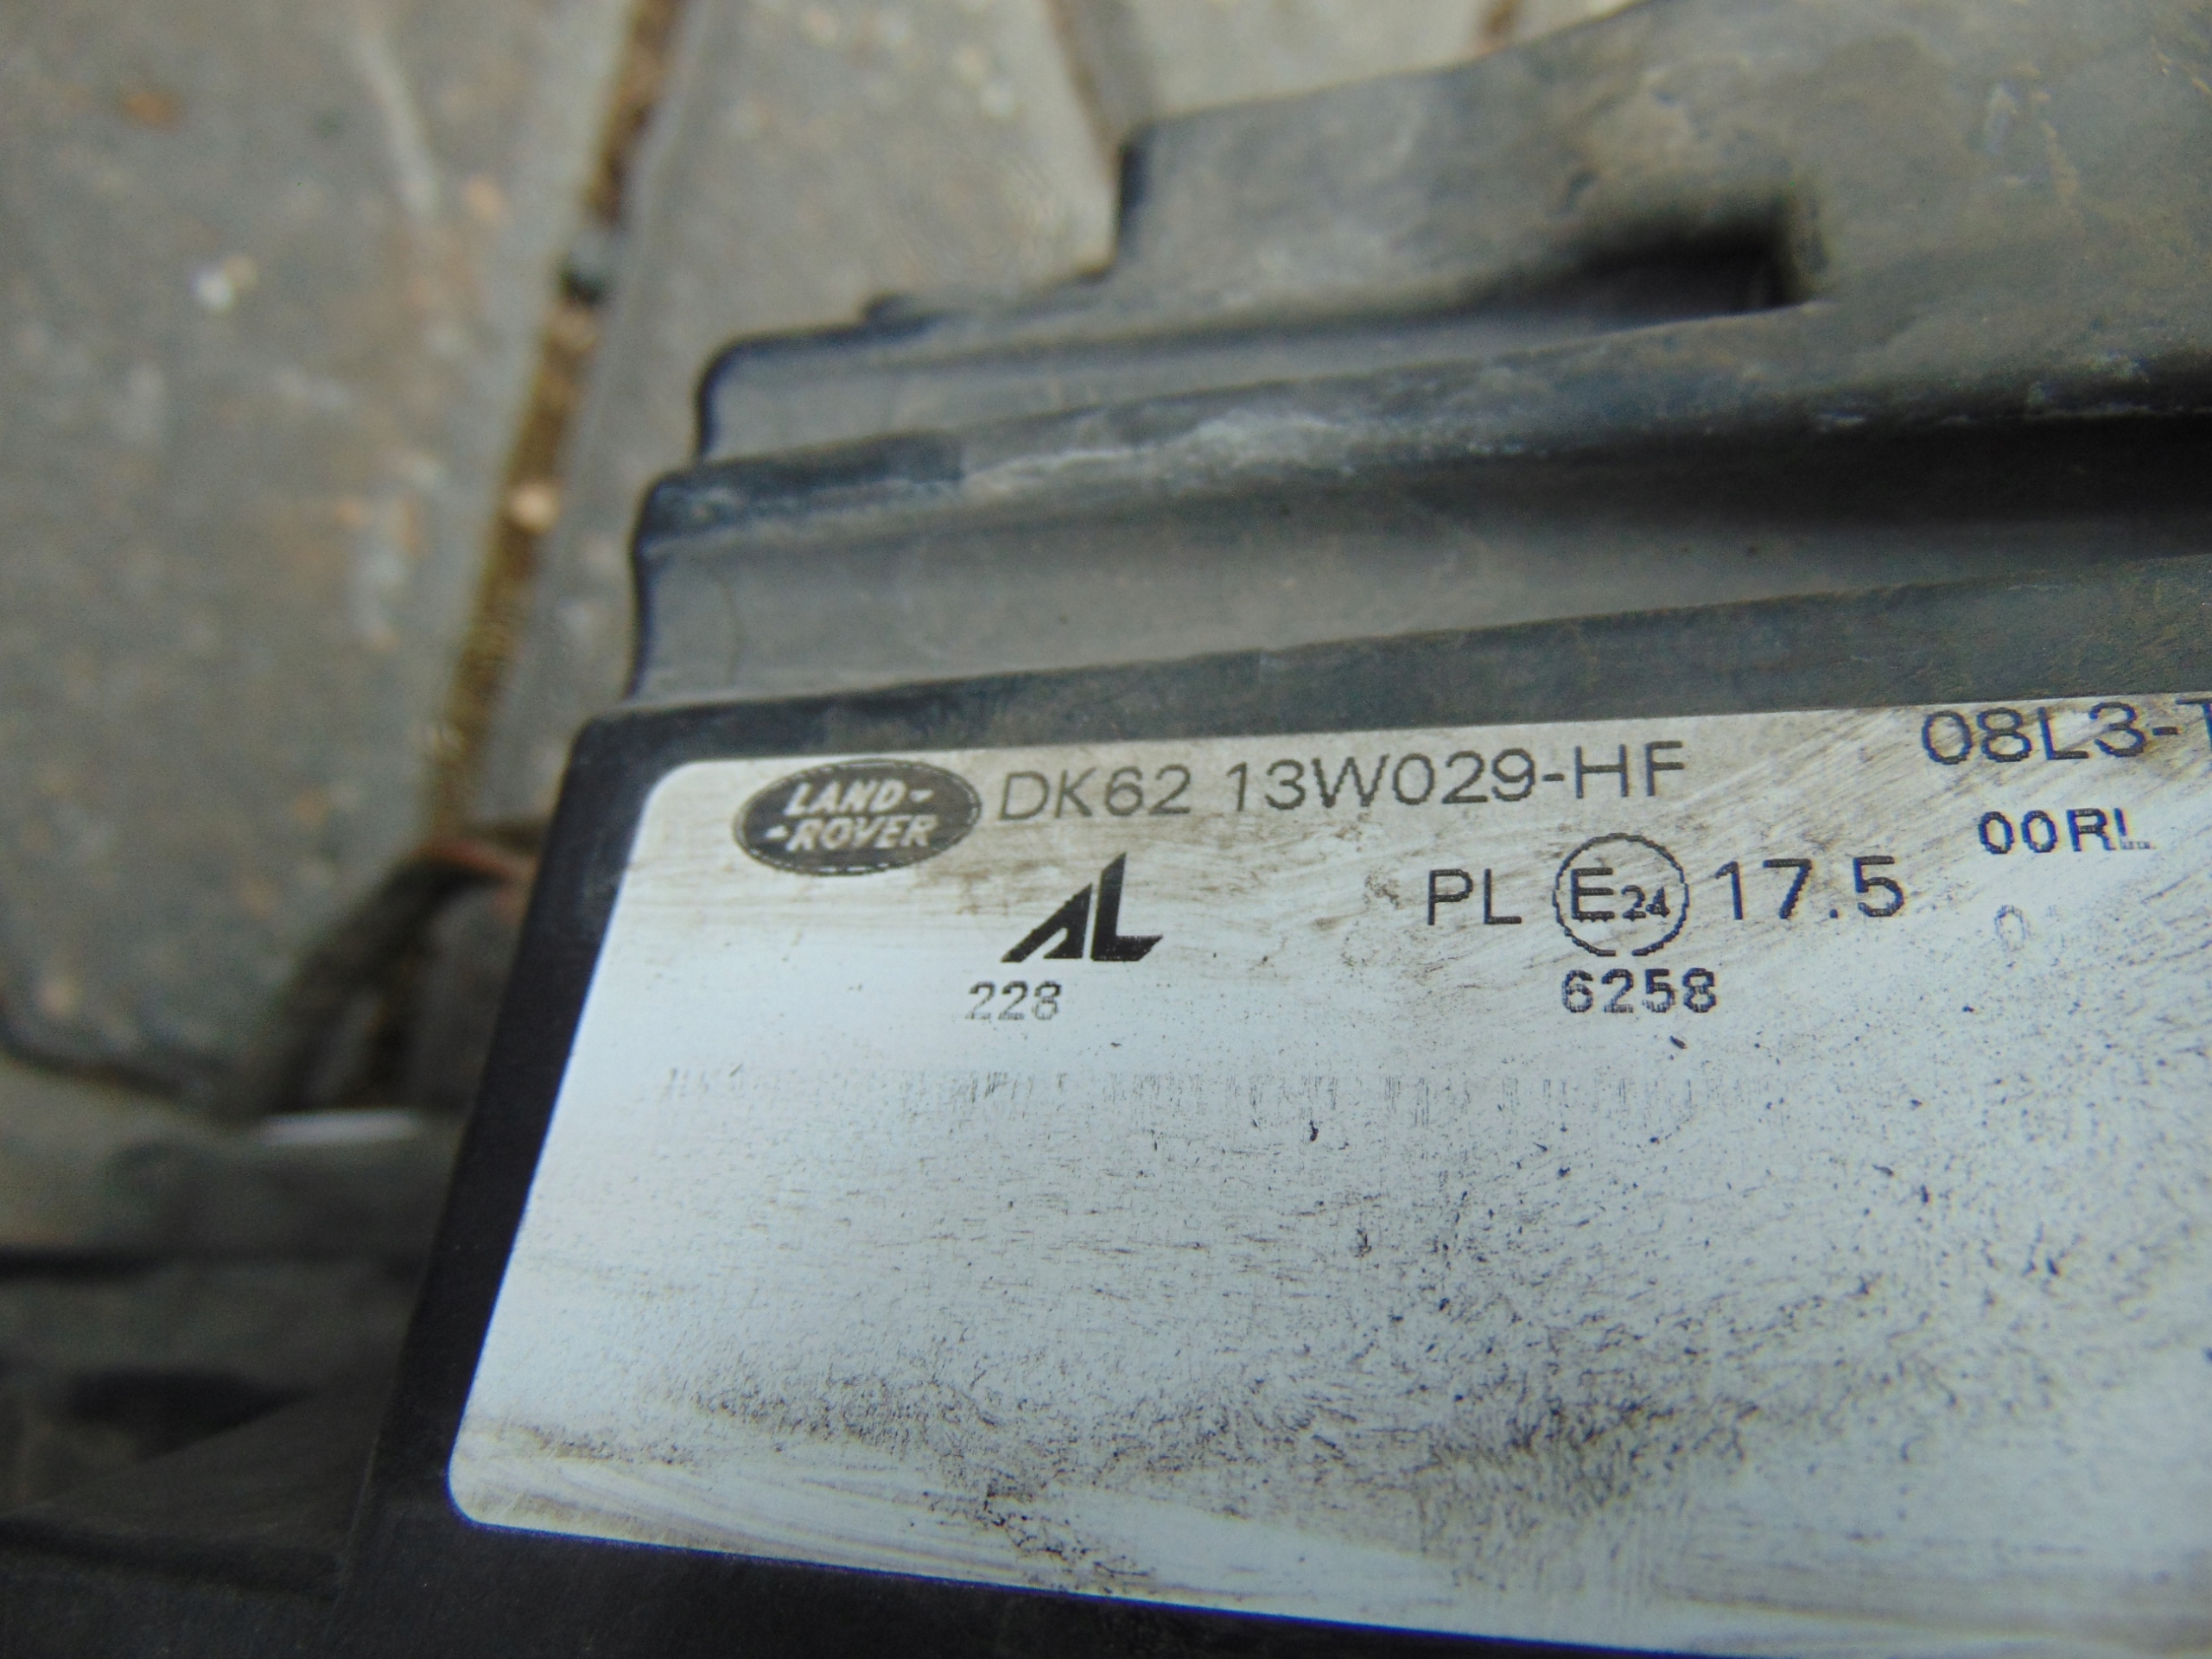 LAND-
-ROVER
DK62 13W029-HF
08L3-
00RL
AL
PL E24 17.5
228
6258